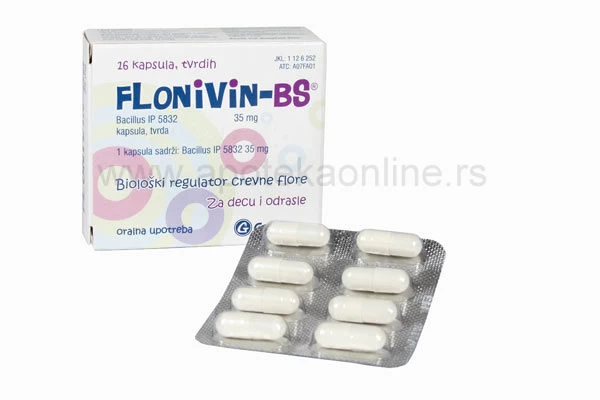 16 kapsula, tvrdih
JKL: 1 12 6 252
ATC: A07FA01
FLONIVIN-BS®
Bacillus IP 5832 35 mg
kapsula, tvrda
1 kapsula sadrži: Bacillus IP 5832 35 mg
www.apotekaonline.rs
Biološki regulator crevne flore
Za decu i odrasle
oralna upotreba
G